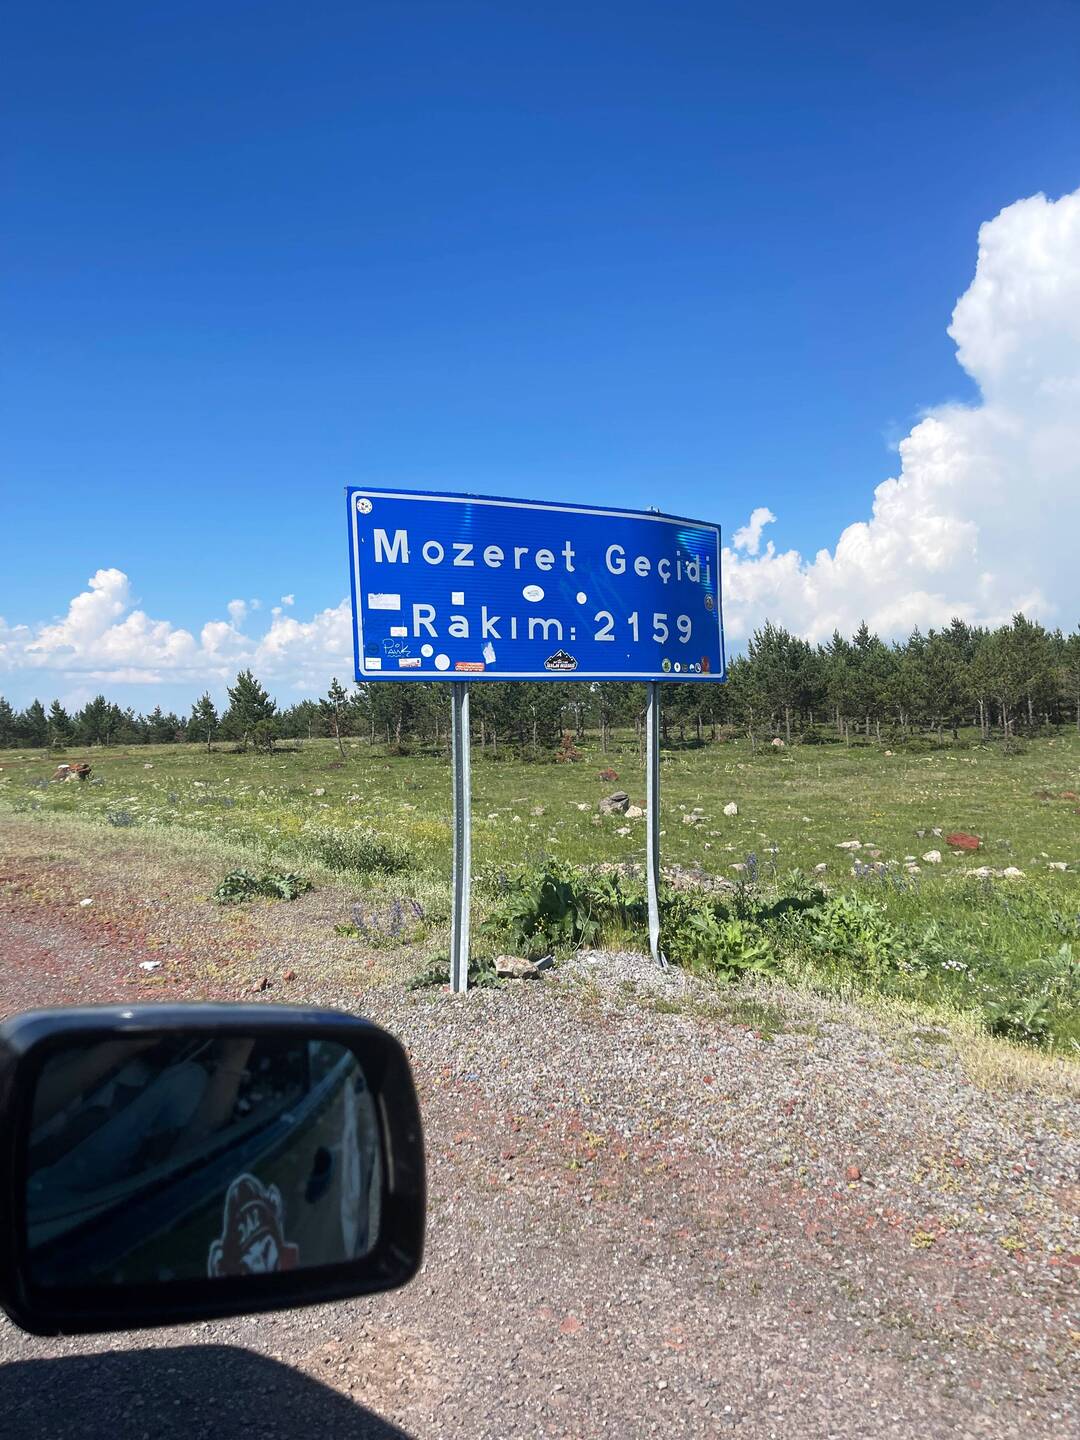 Mozeret Geçidi
Rakım: 2159